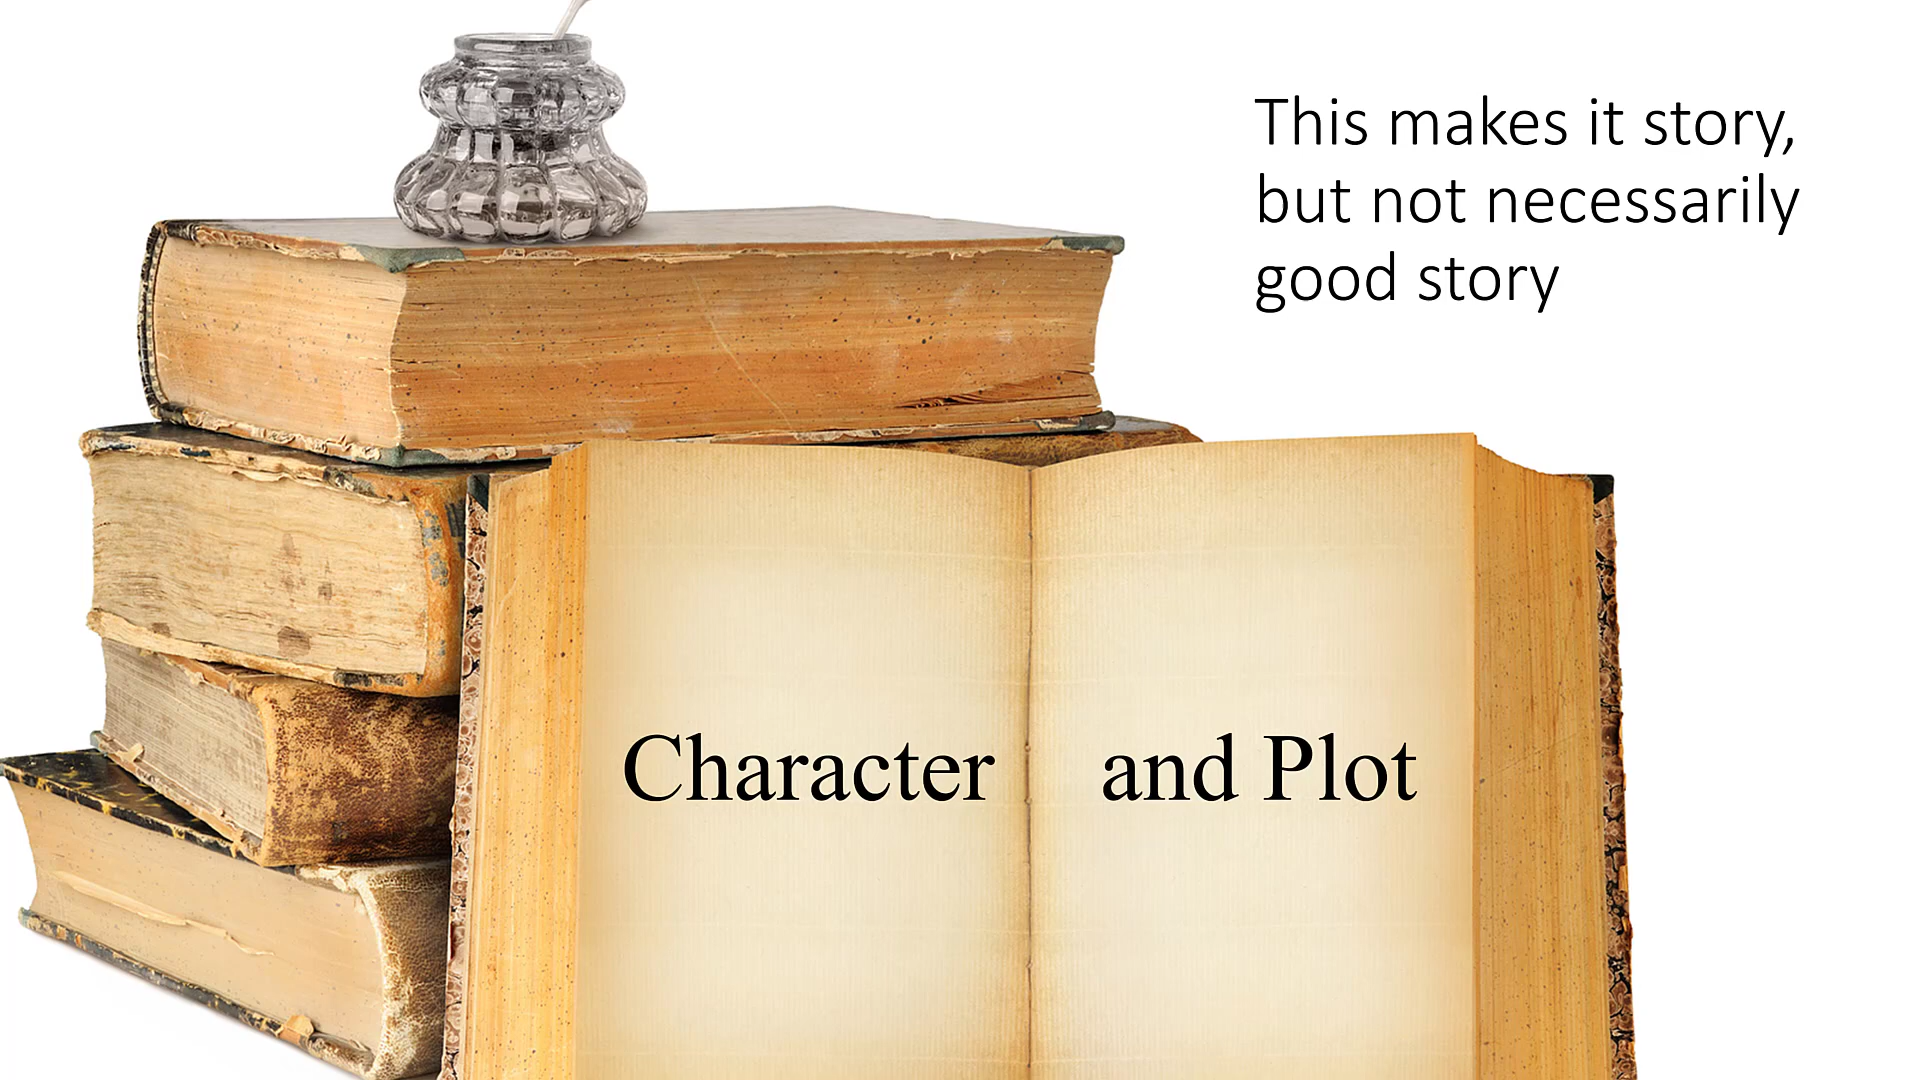 This makes it story,
but not necessarily
good story
Character and Plot